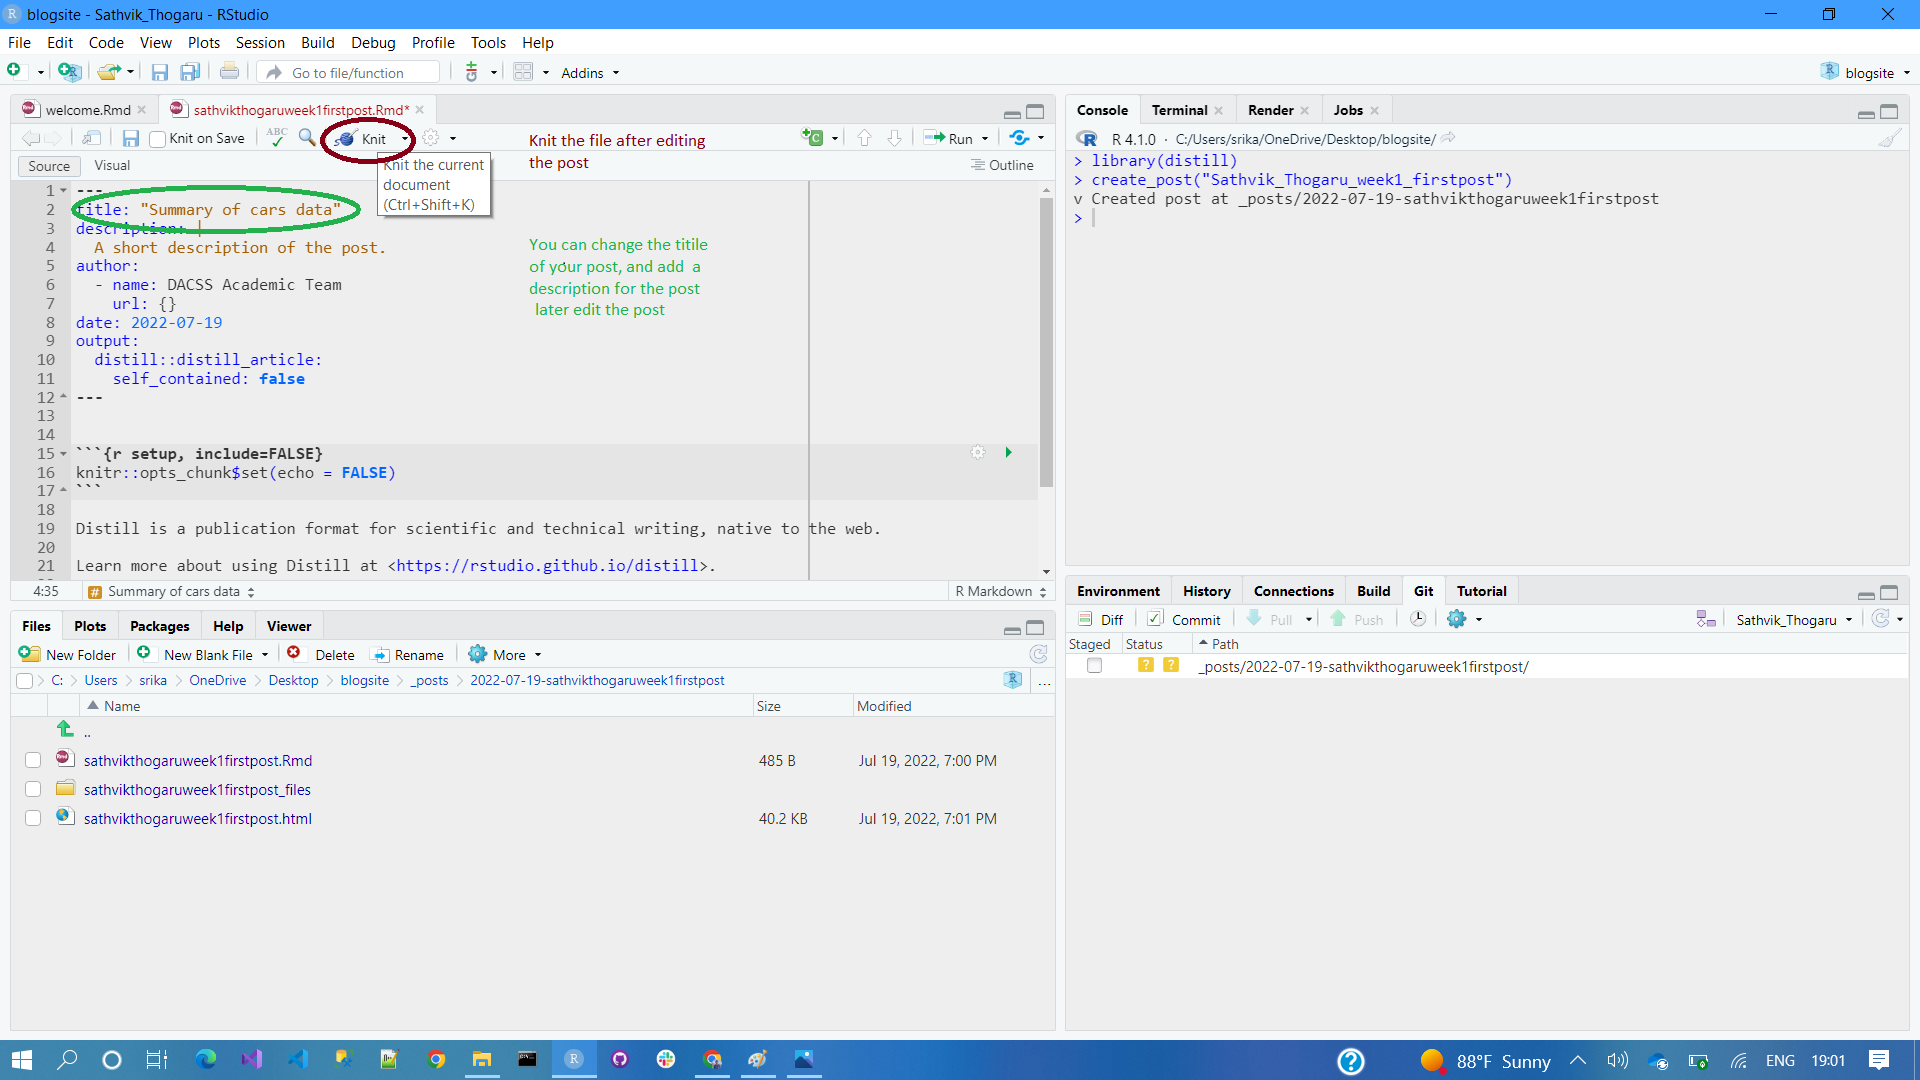 blogsite - Sathvik_Thogaru - RStudio
File Edit Code View Plots Session Build Debug Profile Tools Help
Go to file/function Addins blogsite
welcome.Rmd sathvikthogaruweek1firstpost.Rmd*
Knit on Save ABC Knit Run
Knit the file after editing
the post
Source Visual Outline
Knit the current
document
(Ctrl+Shift+K)
1 ---
2 title: "Summary of cars data"
3 description: |
4 A short description of the post.
5 author:
6 - name: DACSS Academic Team
7 url: {}
8 date: 2022-07-19
9 output:
10 distill::distill_article:
11 self_contained: false
12 ---
13
14
15 ```{r setup, include=FALSE}
16 knitr::opts_chunk$set(echo = FALSE)
17 ```
18
19 Distill is a publication format for scientific and technical writing, native to the web.
20
21 Learn more about using Distill at <https://rstudio.github.io/distill>.
You can change the titile
of your post, and add a
description for the post
later edit the post
4:35 # Summary of cars data R Markdown
Files Plots Packages Help Viewer
New Folder New Blank File Delete Rename More
C: Users srika OneDrive Desktop blogsite _posts 2022-07-19-sathvikthogaruweek1firstpost ...
Name Size Modified
..
sathvikthogaruweek1firstpost.Rmd 485 B Jul 19, 2022, 7:00 PM
sathvikthogaruweek1firstpost_files
sathvikthogaruweek1firstpost.html 40.2 KB Jul 19, 2022, 7:01 PM
Console Terminal Render Jobs
R 4.1.0 · C:/Users/srika/OneDrive/Desktop/blogsite/
> library(distill)
> create_post("Sathvik_Thogaru_week1_firstpost")
v Created post at _posts/2022-07-19-sathvikthogaruweek1firstpost
>
Environment History Connections Build Git Tutorial
Diff Commit Pull Push Sathvik_Thogaru
Staged Status Path
? ? _posts/2022-07-19-sathvikthogaruweek1firstpost/
88°F Sunny ENG 19:01